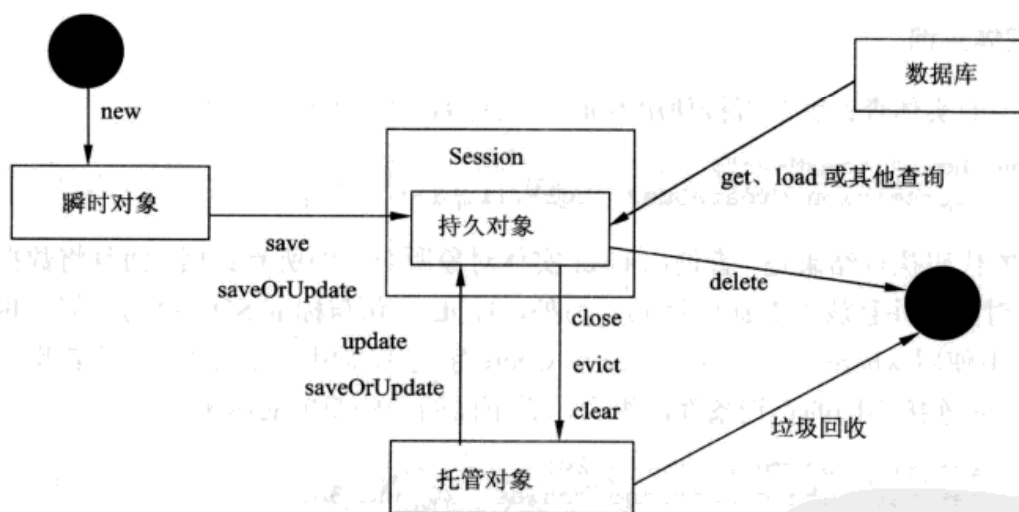 new
数据库
瞬时对象
Session
get、load 或其他查询
持久对象
save
saveOrUpdate
delete
update
saveOrUpdate
close
evict
clear
垃圾回收
托管对象